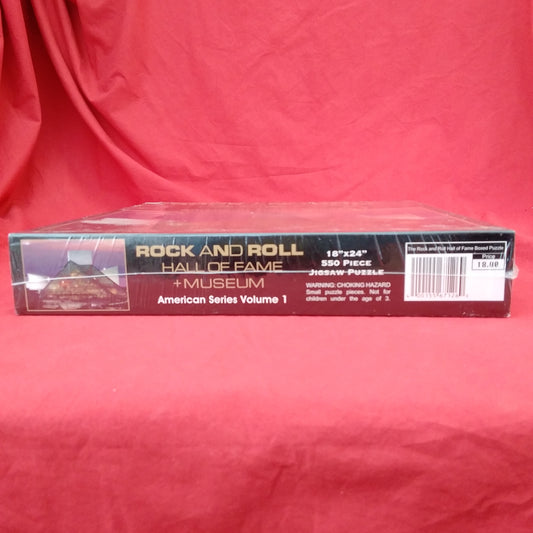 ROCK AND ROLL
HALL OF FAME
+MUSEUM
American Series Volume 1
18"x24"
550 PIECE
JIGSAW PUZZLE
WARNING: CHOKING HAZARD
Small puzzle pieces. Not for
children under the age of 3.
The Rock and Roll Hall of Fame Boxed Puzzle
Price
18.00